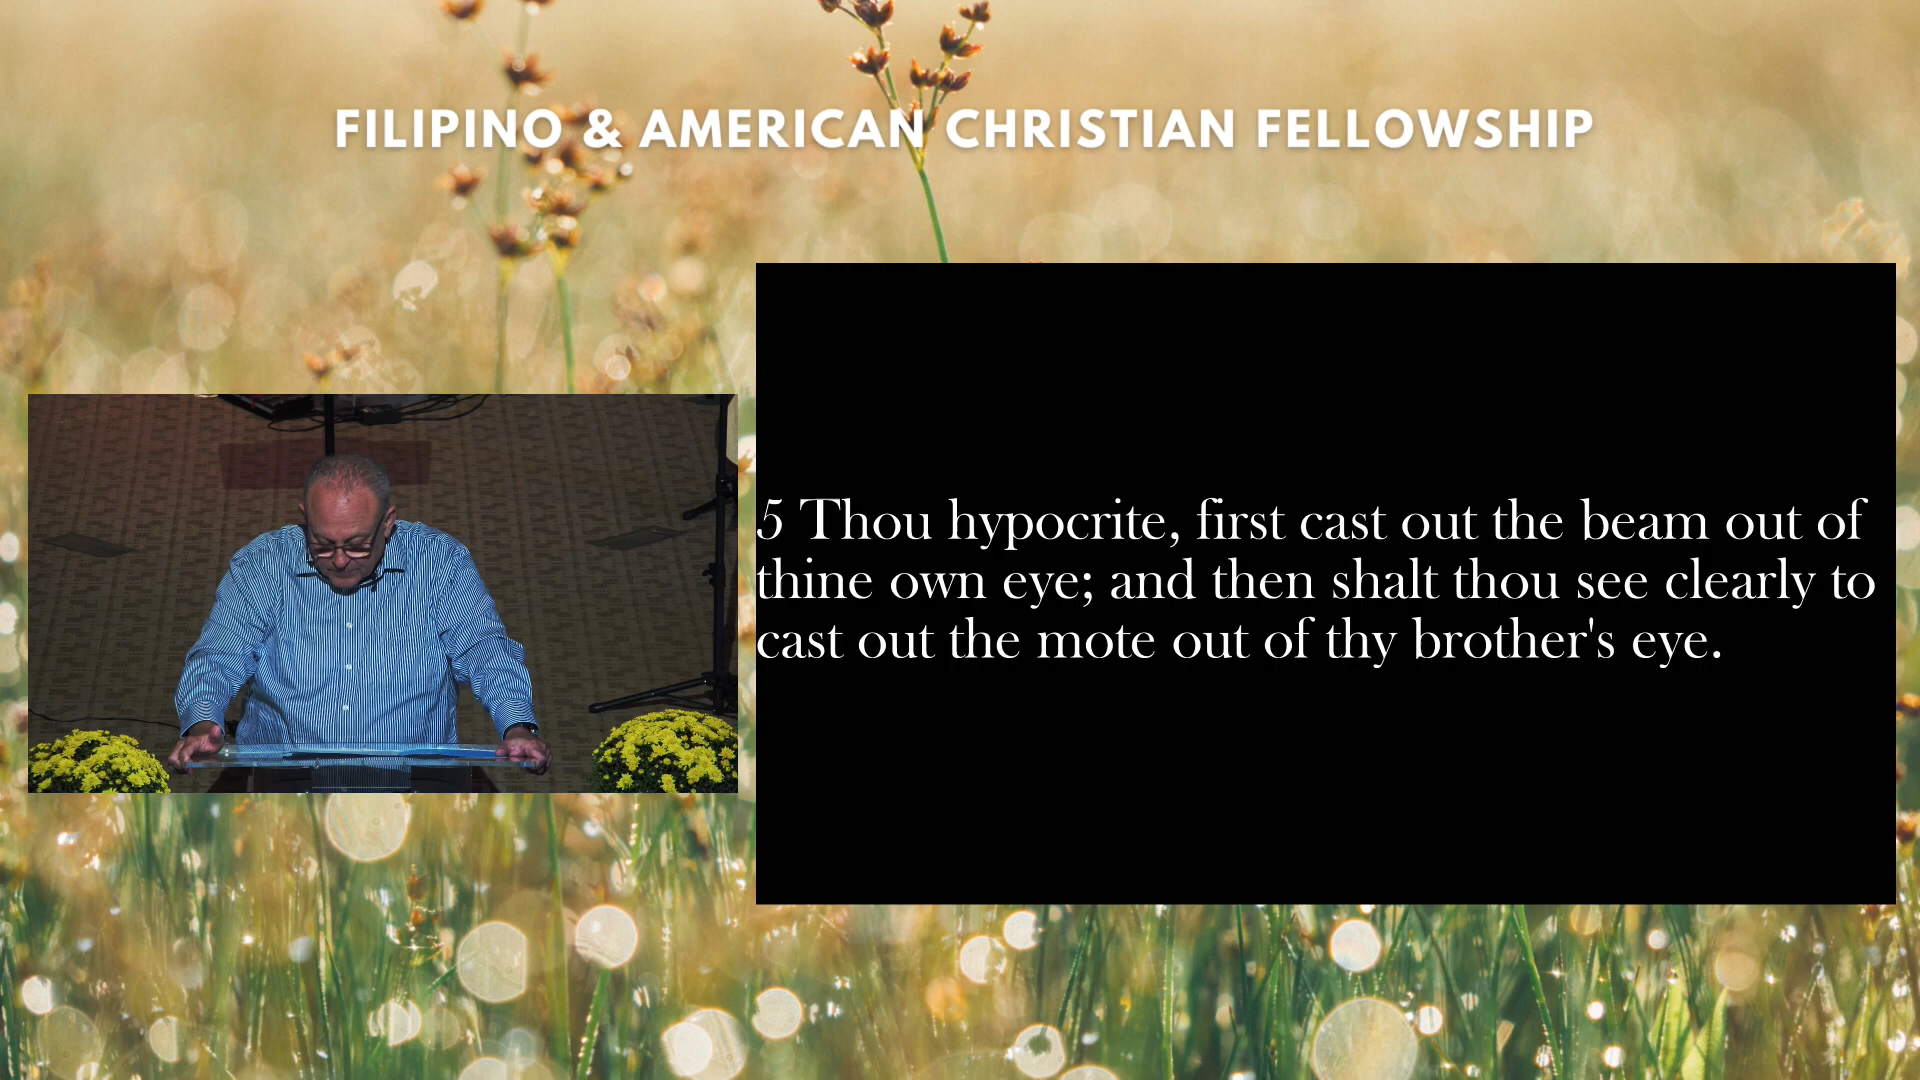 FILIPINO & AMERICAN CHRISTIAN FELLOWSHIP
5 Thou hypocrite, first cast out the beam out of
thine own eye; and then shalt thou see clearly to
cast out the mote out of thy brother's eye.